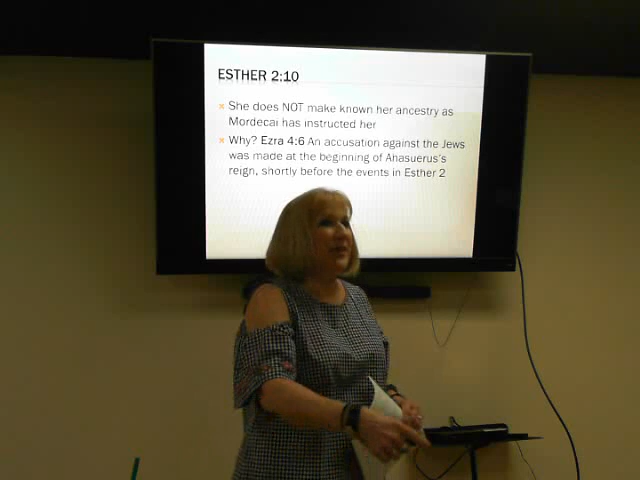 ESTHER 2:10
She does NOT make known her ancestry as
Mordecai has instructed her
Why? Ezra 4:6 An accusation against the Jews
was made at the beginning of Ahasuerus's
reign, shortly before the events in Esther 2